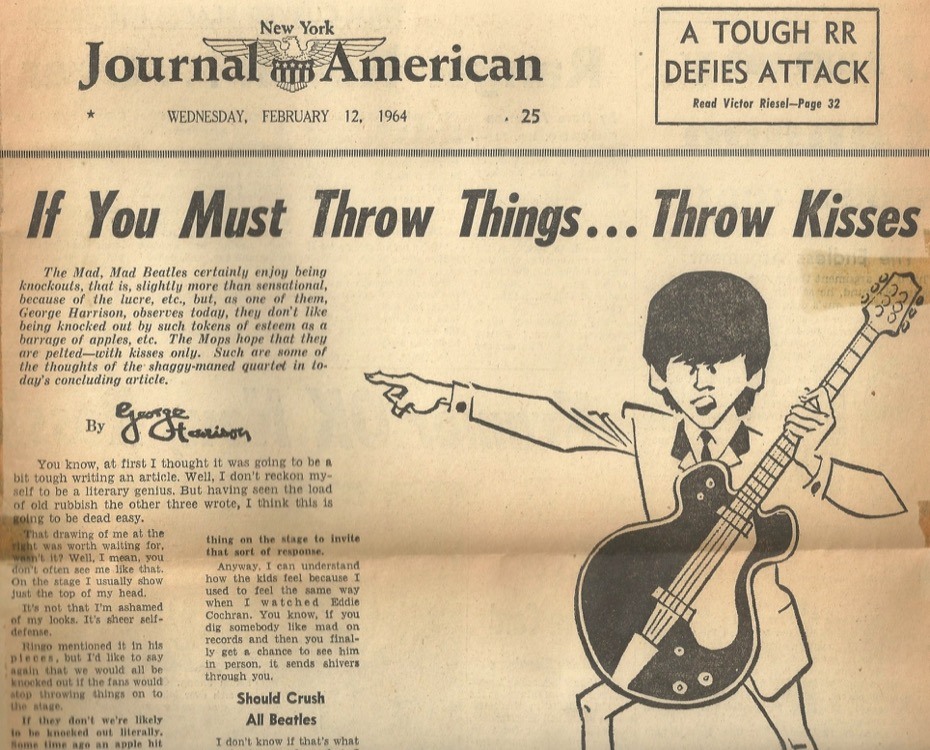 New York
Journal American
* WEDNESDAY, FEBRUARY 12, 1964 . 25
A TOUGH RR
DEFIES ATTACK
Read Victor Riesel—Page 32
If You Must Throw Things... Throw Kisses
The Mad, Mad Beatles certainly enjoy being
knockouts, that is, slightly more than sensational,
because of the lucre, etc., but, as one of them,
George Harrison, observes today, they don't like
being knocked out by such tokens of esteem as a
barrage of apples, etc. The Mops hope that they
are pelted—with kisses only. Such are some of
the thoughts of the shaggy-maned quartet in to-
day's concluding article.
By George
Harrison
You know, at first I thought it was going to be a
bit tough writing an article. Well, I don't reckon my-
self to be a literary genius. But having seen the load
of old rubbish the other three wrote, I think this is
going to be dead easy.
That drawing of me at the
right was worth waiting for,
wasn't it? Well, I mean, you
don't often see me like that.
On the stage I usually show
just the top of my head.
It's not that I'm ashamed
of my looks. It's sheer self-
defense.
Ringo mentioned it in his
pieces, but I'd like to say
again that we would all be
knocked out if the fans would
stop throwing things on to
the stage.
If they don't we're likely
to be knocked out literally.
Some time ago an apple hit
thing on the stage to invite
that sort of response.
Anyway, I can understand
how the kids feel because I
used to feel the same way
when I watched Eddie
Cochran. You know, if you
dig somebody like mad on
records and then you final-
ly get a chance to see him
in person, it sends shivers
through you.
Should Crush
All Beatles
I don't know if that's what